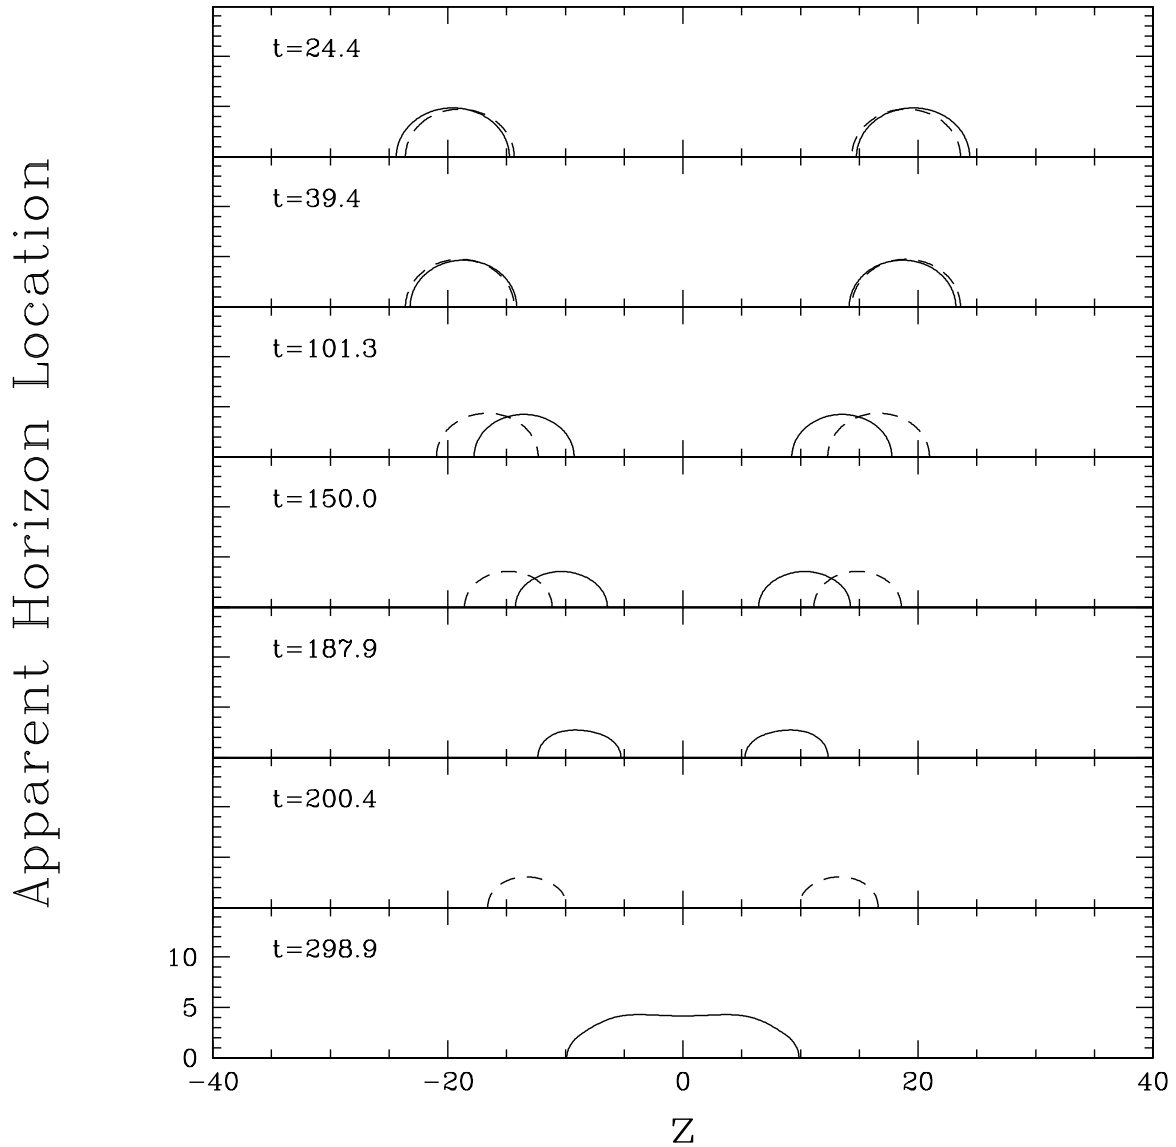 Apparent Horizon Location
t=24.4
t=39.4
t=101.3
t=150.0
t=187.9
t=200.4
t=298.9
10
5
0
−40 −20 0 20 40
Z